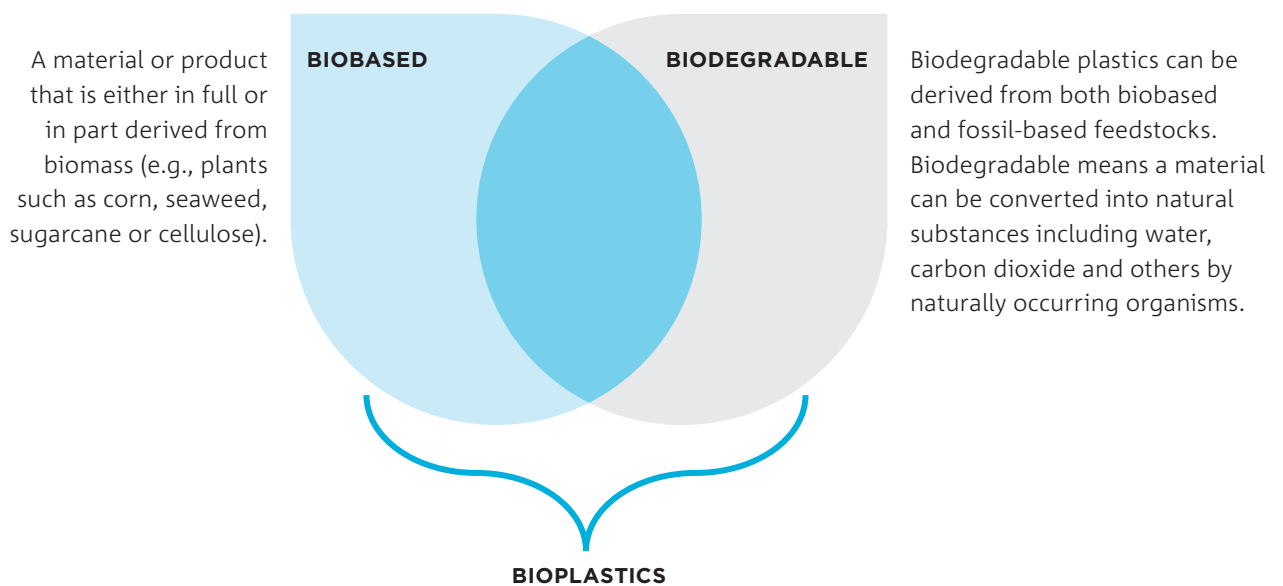 A material or product
that is either in full or
in part derived from
biomass (e.g., plants
such as corn, seaweed,
sugarcane or cellulose).
BIOBASED
BIODEGRADABLE
Biodegradable plastics can be
derived from both biobased
and fossil-based feedstocks.
Biodegradable means a material
can be converted into natural
substances including water,
carbon dioxide and others by
naturally occurring organisms.
BIOPLASTICS